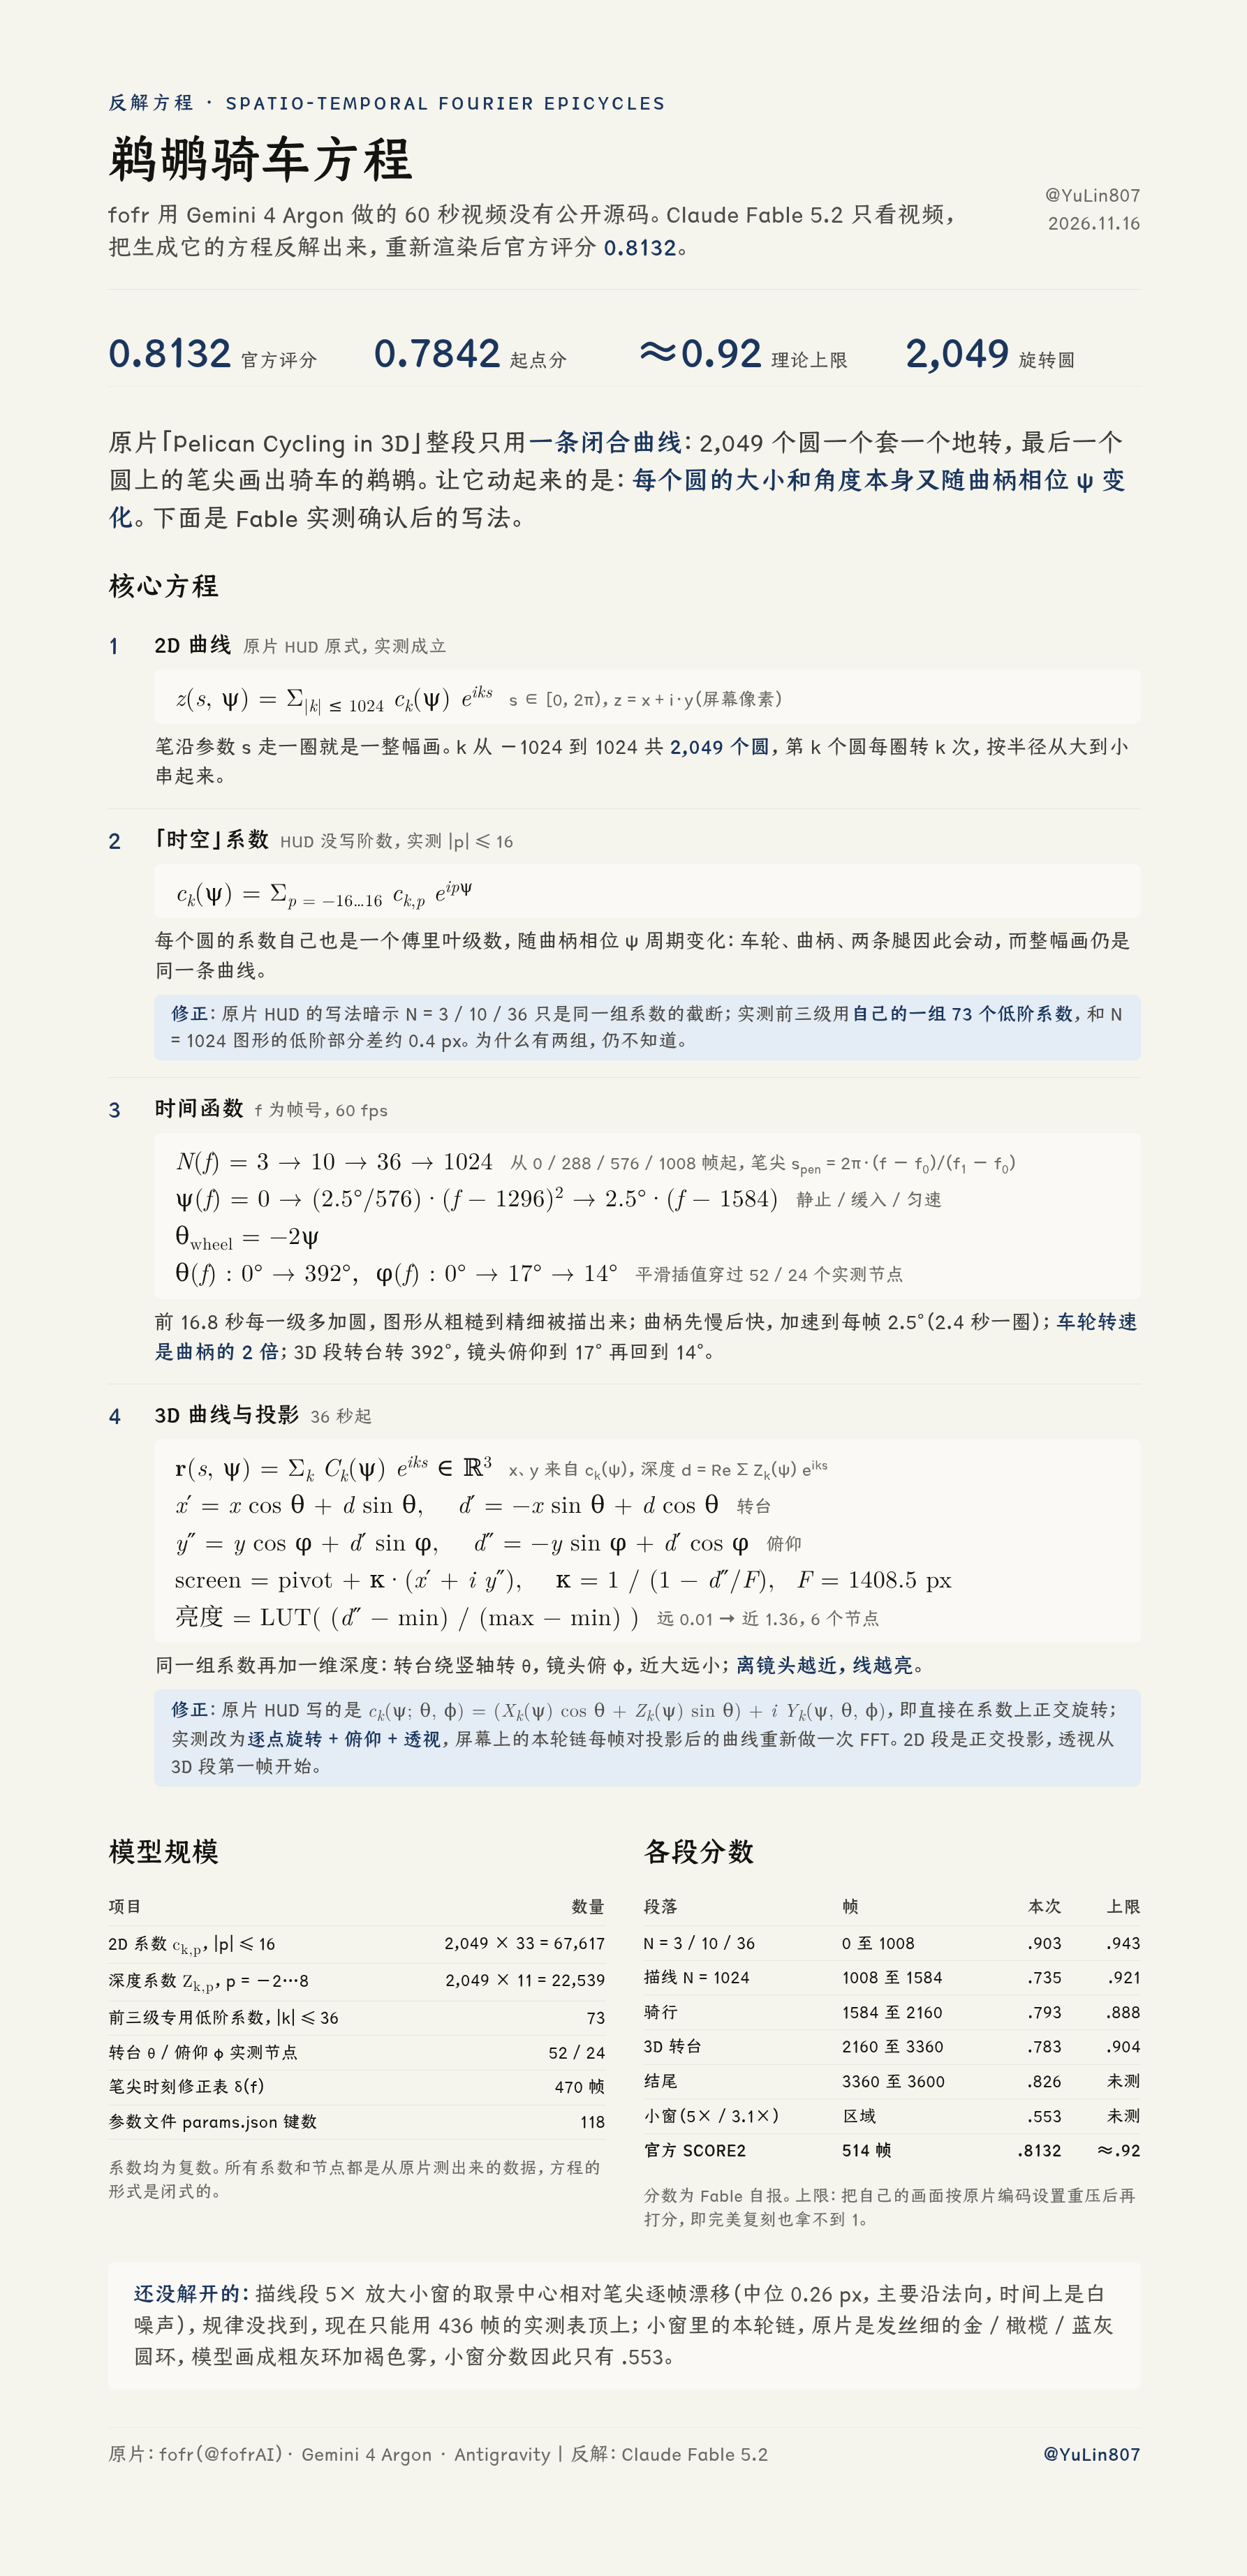 反解方程 · SPATIO-TEMPORAL FOURIER EPICYCLES
鹈鹕骑车方程
fofr 用 Gemini 4 Argon 做的 60 秒视频没有公开源码。Claude Fable 5.2 只看视频，
把生成它的方程反解出来，重新渲染后官方评分 0.8132。
@YuLin807
2026.11.16
0.8132 官方评分 0.7842 起点分 ≈0.92 理论上限 2,049 旋转圆
原片「Pelican Cycling in 3D」整段只用一条闭合曲线：2,049 个圆一个套一个地转，最后一个
圆上的笔尖画出骑车的鹈鹕。让它动起来的是：每个圆的大小和角度本身又随曲柄相位 ψ 变
化。下面是 Fable 实测确认后的写法。
核心方程
1 2D 曲线 原片 HUD 原式，实测成立
z(s, ψ) = Σ|k| ≤ 1024 cₖ(ψ) e^{iks} s ∈ [0, 2π)，z = x + i·y（屏幕像素）
笔沿参数 s 走一圈就是一整幅画。k 从 −1024 到 1024 共 2,049 个圆，第 k 个圆每圈转 k 次，按半径从大到小
串起来。
2 「时空」系数 HUD 没写阶数，实测 |p| ≤ 16
cₖ(ψ) = Σ_{p = −16…16} c_{k,p} e^{ipψ}
每个圆的系数自己也是一个傅里叶级数，随曲柄相位 ψ 周期变化：车轮、曲柄、两条腿因此会动，而整幅画仍是
同一条曲线。
修正：原片 HUD 的写法暗示 N = 3 / 10 / 36 只是同一组系数的截断；实测前三级用自己的一组 73 个低阶系数，和 N
= 1024 图形的低阶部分差约 0.4 px。为什么有两组，仍不知道。
3 时间函数 f 为帧号，60 fps
N(f) = 3 → 10 → 36 → 1024 从 0 / 288 / 576 / 1008 帧起，笔尖 s_{pen} = 2π·(f − f₀)/(f₁ − f₀)
ψ(f) = 0 → (2.5°/576) · (f − 1296)² → 2.5° · (f − 1584) 静止 / 缓入 / 匀速
θ_{wheel} = −2ψ
θ(f) : 0° → 392°, φ(f) : 0° → 17° → 14° 平滑插值穿过 52 / 24 个实测节点
前 16.8 秒每一级多加圆，图形从粗糙到精细被描出来；曲柄先慢后快，加速到每帧 2.5°（2.4 秒一圈）；车轮转速
是曲柄的 2 倍；3D 段转台转 392°，镜头俯仰到 17° 再回到 14°。
4 3D 曲线与投影 36 秒起
r(s, ψ) = Σₖ Cₖ(ψ) e^{iks} ∈ ℝ³ x、y 来自 cₖ(ψ)，深度 d = Re Σ Zₖ(ψ) e^{iks}
x′ = x cos θ + d sin θ, d′ = −x sin θ + d cos θ 转台
y″ = y cos φ + d′ sin φ, d″ = −y sin φ + d′ cos φ 俯仰
screen = pivot + κ · (x′ + i y″), κ = 1 / (1 − d″/F), F = 1408.5 px
亮度 = LUT( (d″ − min) / (max − min) ) 远 0.01 → 近 1.36，6 个节点
同一组系数再加一维深度：转台绕竖轴转 θ，镜头俯 φ，近大远小；离镜头越近，线越亮。
修正：原片 HUD 写的是 cₖ(ψ; θ, φ) = (Xₖ(ψ) cos θ + Zₖ(ψ) sin θ) + i Yₖ(ψ, θ, φ)，即直接在系数上正交旋转；
实测改为逐点旋转 + 俯仰 + 透视，屏幕上的本轮链每帧对投影后的曲线重新做一次 FFT。2D 段是正交投影，透视从
3D 段第一帧开始。
模型规模
项目 数量
2D 系数 c_{k,p}，|p| ≤ 16 2,049 × 33 = 67,617
深度系数 Z_{k,p}，p = −2…8 2,049 × 11 = 22,539
前三级专用低阶系数，|k| ≤ 36 73
转台 θ / 俯仰 φ 实测节点 52 / 24
笔尖时刻修正表 δ(f) 470 帧
参数文件 params.json 键数 118
系数均为复数。所有系数和节点都是从原片测出来的数据，方程的
形式是闭式的。
各段分数
段落 帧 本次 上限
N = 3 / 10 / 36 0 至 1008 .903 .943
描线 N = 1024 1008 至 1584 .735 .921
骑行 1584 至 2160 .793 .888
3D 转台 2160 至 3360 .783 .904
结尾 3360 至 3600 .826 未测
小窗（5× / 3.1×） 区域 .553 未测
官方 SCORE2 514 帧 .8132 ≈.92
分数为 Fable 自报。上限：把自己的画面按原片编码设置重压后再
打分，即完美复刻也拿不到 1。
还没解开的：描线段 5× 放大小窗的取景中心相对笔尖逐帧漂移（中位 0.26 px，主要沿法向，时间上是白
噪声），规律没找到，现在只能用 436 帧的实测表顶上；小窗里的本轮链，原片是发丝细的金 / 橄榄 / 蓝灰
圆环，模型画成粗灰环加褐色雾，小窗分数因此只有 .553。
原片：fofr（@fofrAI）· Gemini 4 Argon · Antigravity | 反解：Claude Fable 5.2
@YuLin807